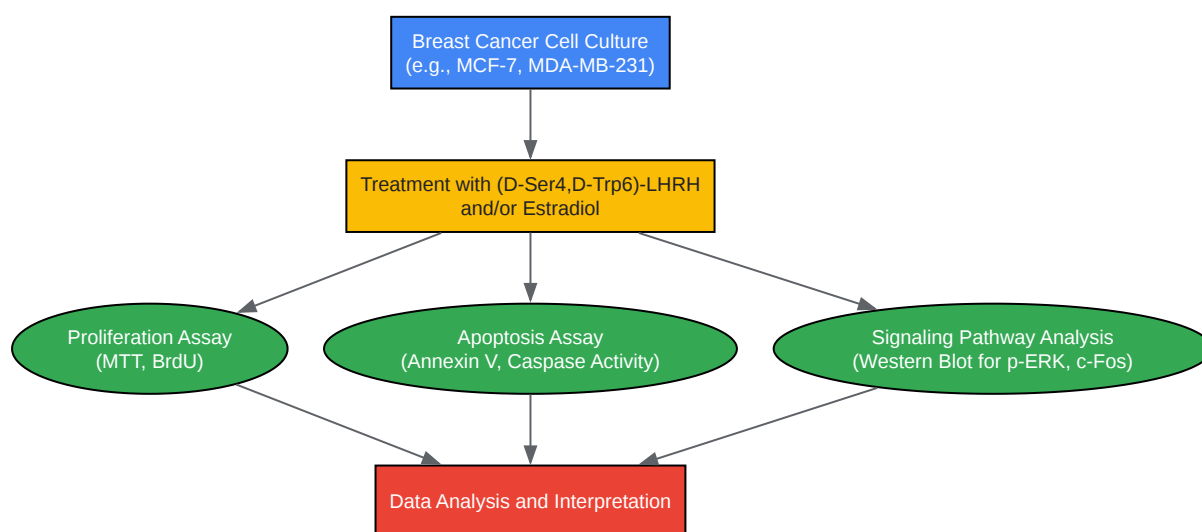 Breast Cancer Cell Culture
(e.g., MCF-7, MDA-MB-231)
Treatment with (D-Ser4,D-Trp6)-LHRH
and/or Estradiol
Proliferation Assay
(MTT, BrdU)
Apoptosis Assay
(Annexin V, Caspase Activity)
Signaling Pathway Analysis
(Western Blot for p-ERK, c-Fos)
Data Analysis and Interpretation